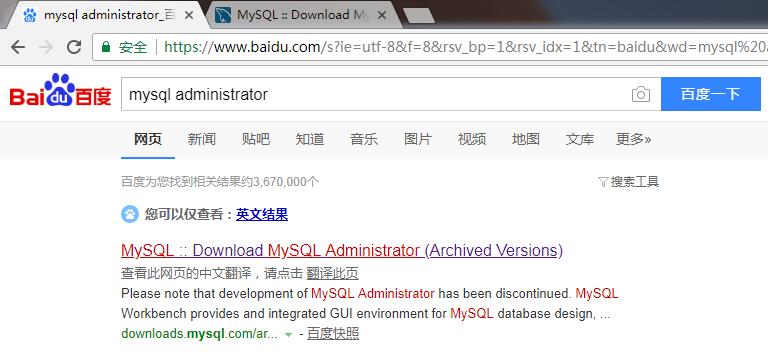 mysql administrator_百
MySQL :: Download My
安全 https://www.baidu.com/s?ie=utf-8&f=8&rsv_bp=1&rsv_idx=1&tn=baidu&wd=mysql%20a
Bai du 百度 mysql administrator 百度一下
网页 新闻 贴吧 知道 音乐 图片 视频 地图 文库 更多»
百度为您找到相关结果约3,670,000个 搜索工具
您可以仅查看：英文结果
MySQL :: Download MySQL Administrator (Archived Versions)
查看此网页的中文翻译，请点击 翻译此页
Please note that development of MySQL Administrator has been discontinued. MySQL
Workbench provides and integrated GUI environment for MySQL database design, ...
downloads.mysql.com/ar... - 百度快照